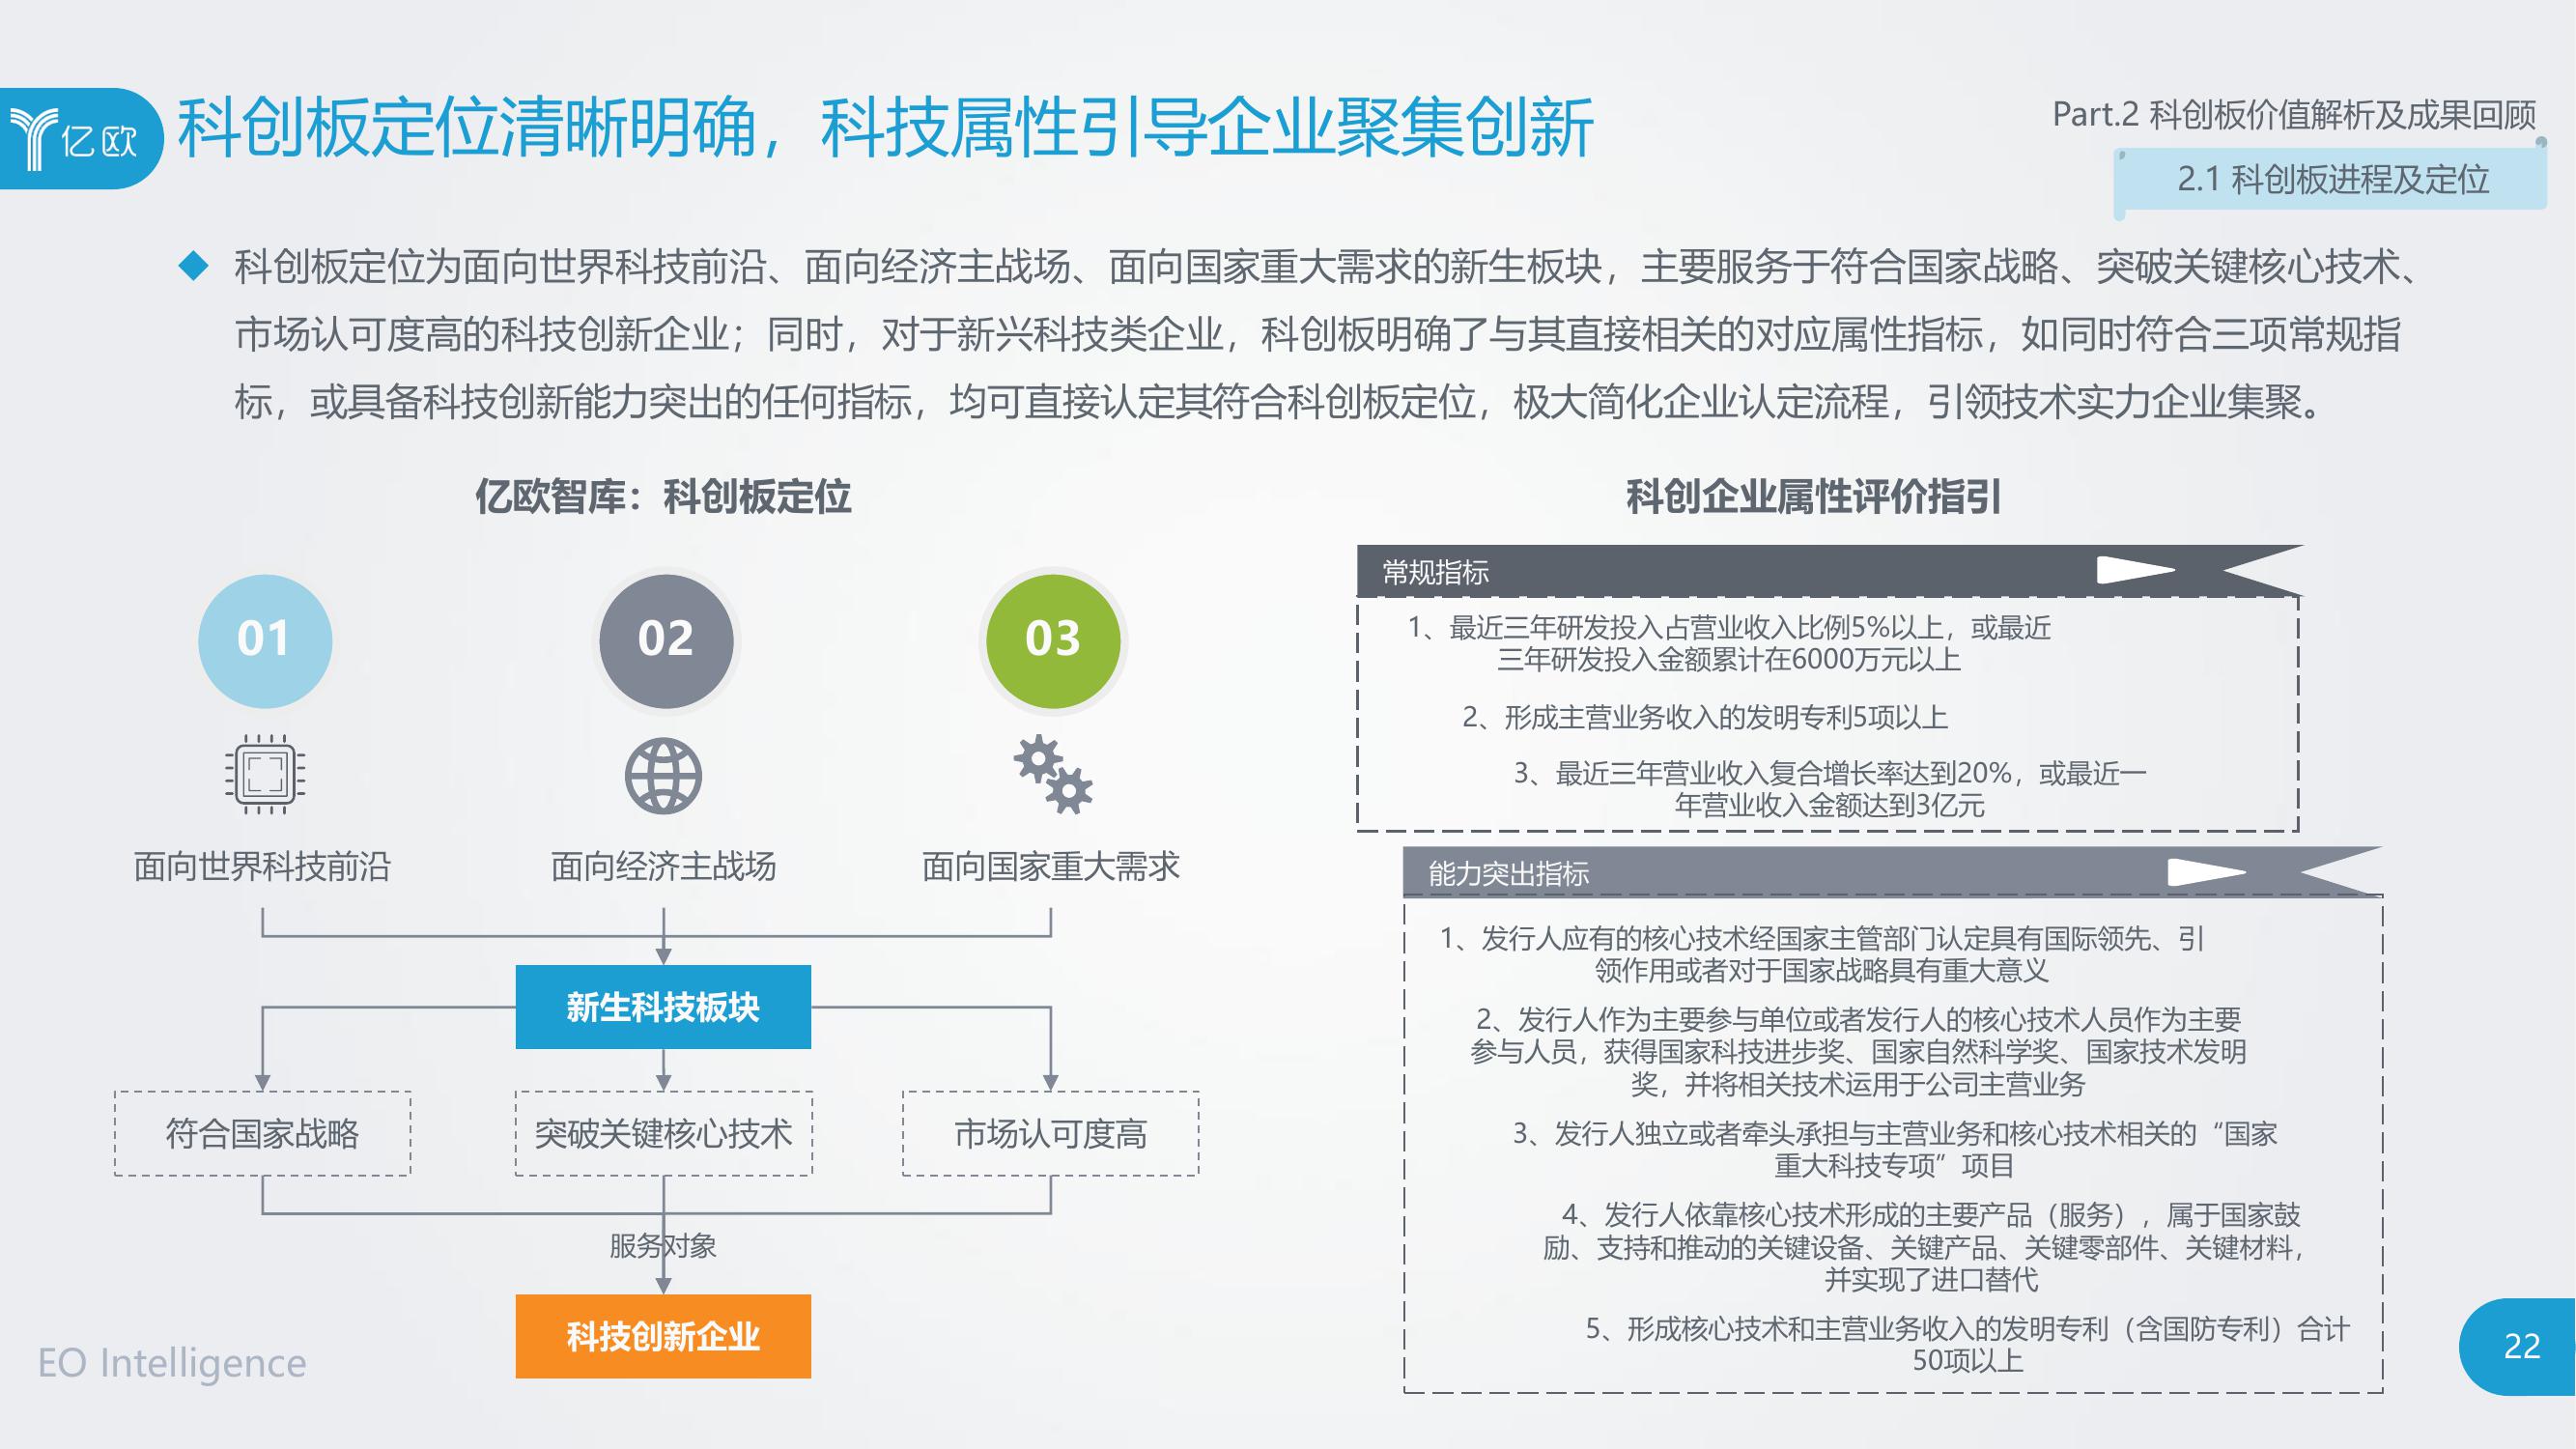 亿欧
科创板定位清晰明确，科技属性引导企业聚集创新
Part.2 科创板价值解析及成果回顾
2.1 科创板进程及定位
科创板定位为面向世界科技前沿、面向经济主战场、面向国家重大需求的新生板块，主要服务于符合国家战略、突破关键核心技术、
市场认可度高的科技创新企业；同时，对于新兴科技类企业，科创板明确了与其直接相关的对应属性指标，如同时符合三项常规指
标，或具备科技创新能力突出的任何指标，均可直接认定其符合科创板定位，极大简化企业认定流程，引领技术实力企业集聚。
亿欧智库：科创板定位
01
02
03
面向世界科技前沿
面向经济主战场
面向国家重大需求
新生科技板块
符合国家战略
突破关键核心技术
市场认可度高
服务对象
科技创新企业
科创企业属性评价指引
常规指标
1、最近三年研发投入占营业收入比例5%以上，或最近
三年研发投入金额累计在6000万元以上
2、形成主营业务收入的发明专利5项以上
3、最近三年营业收入复合增长率达到20%，或最近一
年营业收入金额达到3亿元
能力突出指标
1、发行人应有的核心技术经国家主管部门认定具有国际领先、引
领作用或者对于国家战略具有重大意义
2、发行人作为主要参与单位或者发行人的核心技术人员作为主要
参与人员，获得国家科技进步奖、国家自然科学奖、国家技术发明
奖，并将相关技术运用于公司主营业务
3、发行人独立或者牵头承担与主营业务和核心技术相关的“国家
重大科技专项”项目
4、发行人依靠核心技术形成的主要产品（服务），属于国家鼓
励、支持和推动的关键设备、关键产品、关键零部件、关键材料，
并实现了进口替代
5、形成核心技术和主营业务收入的发明专利（含国防专利）合计
50项以上
EO Intelligence
22